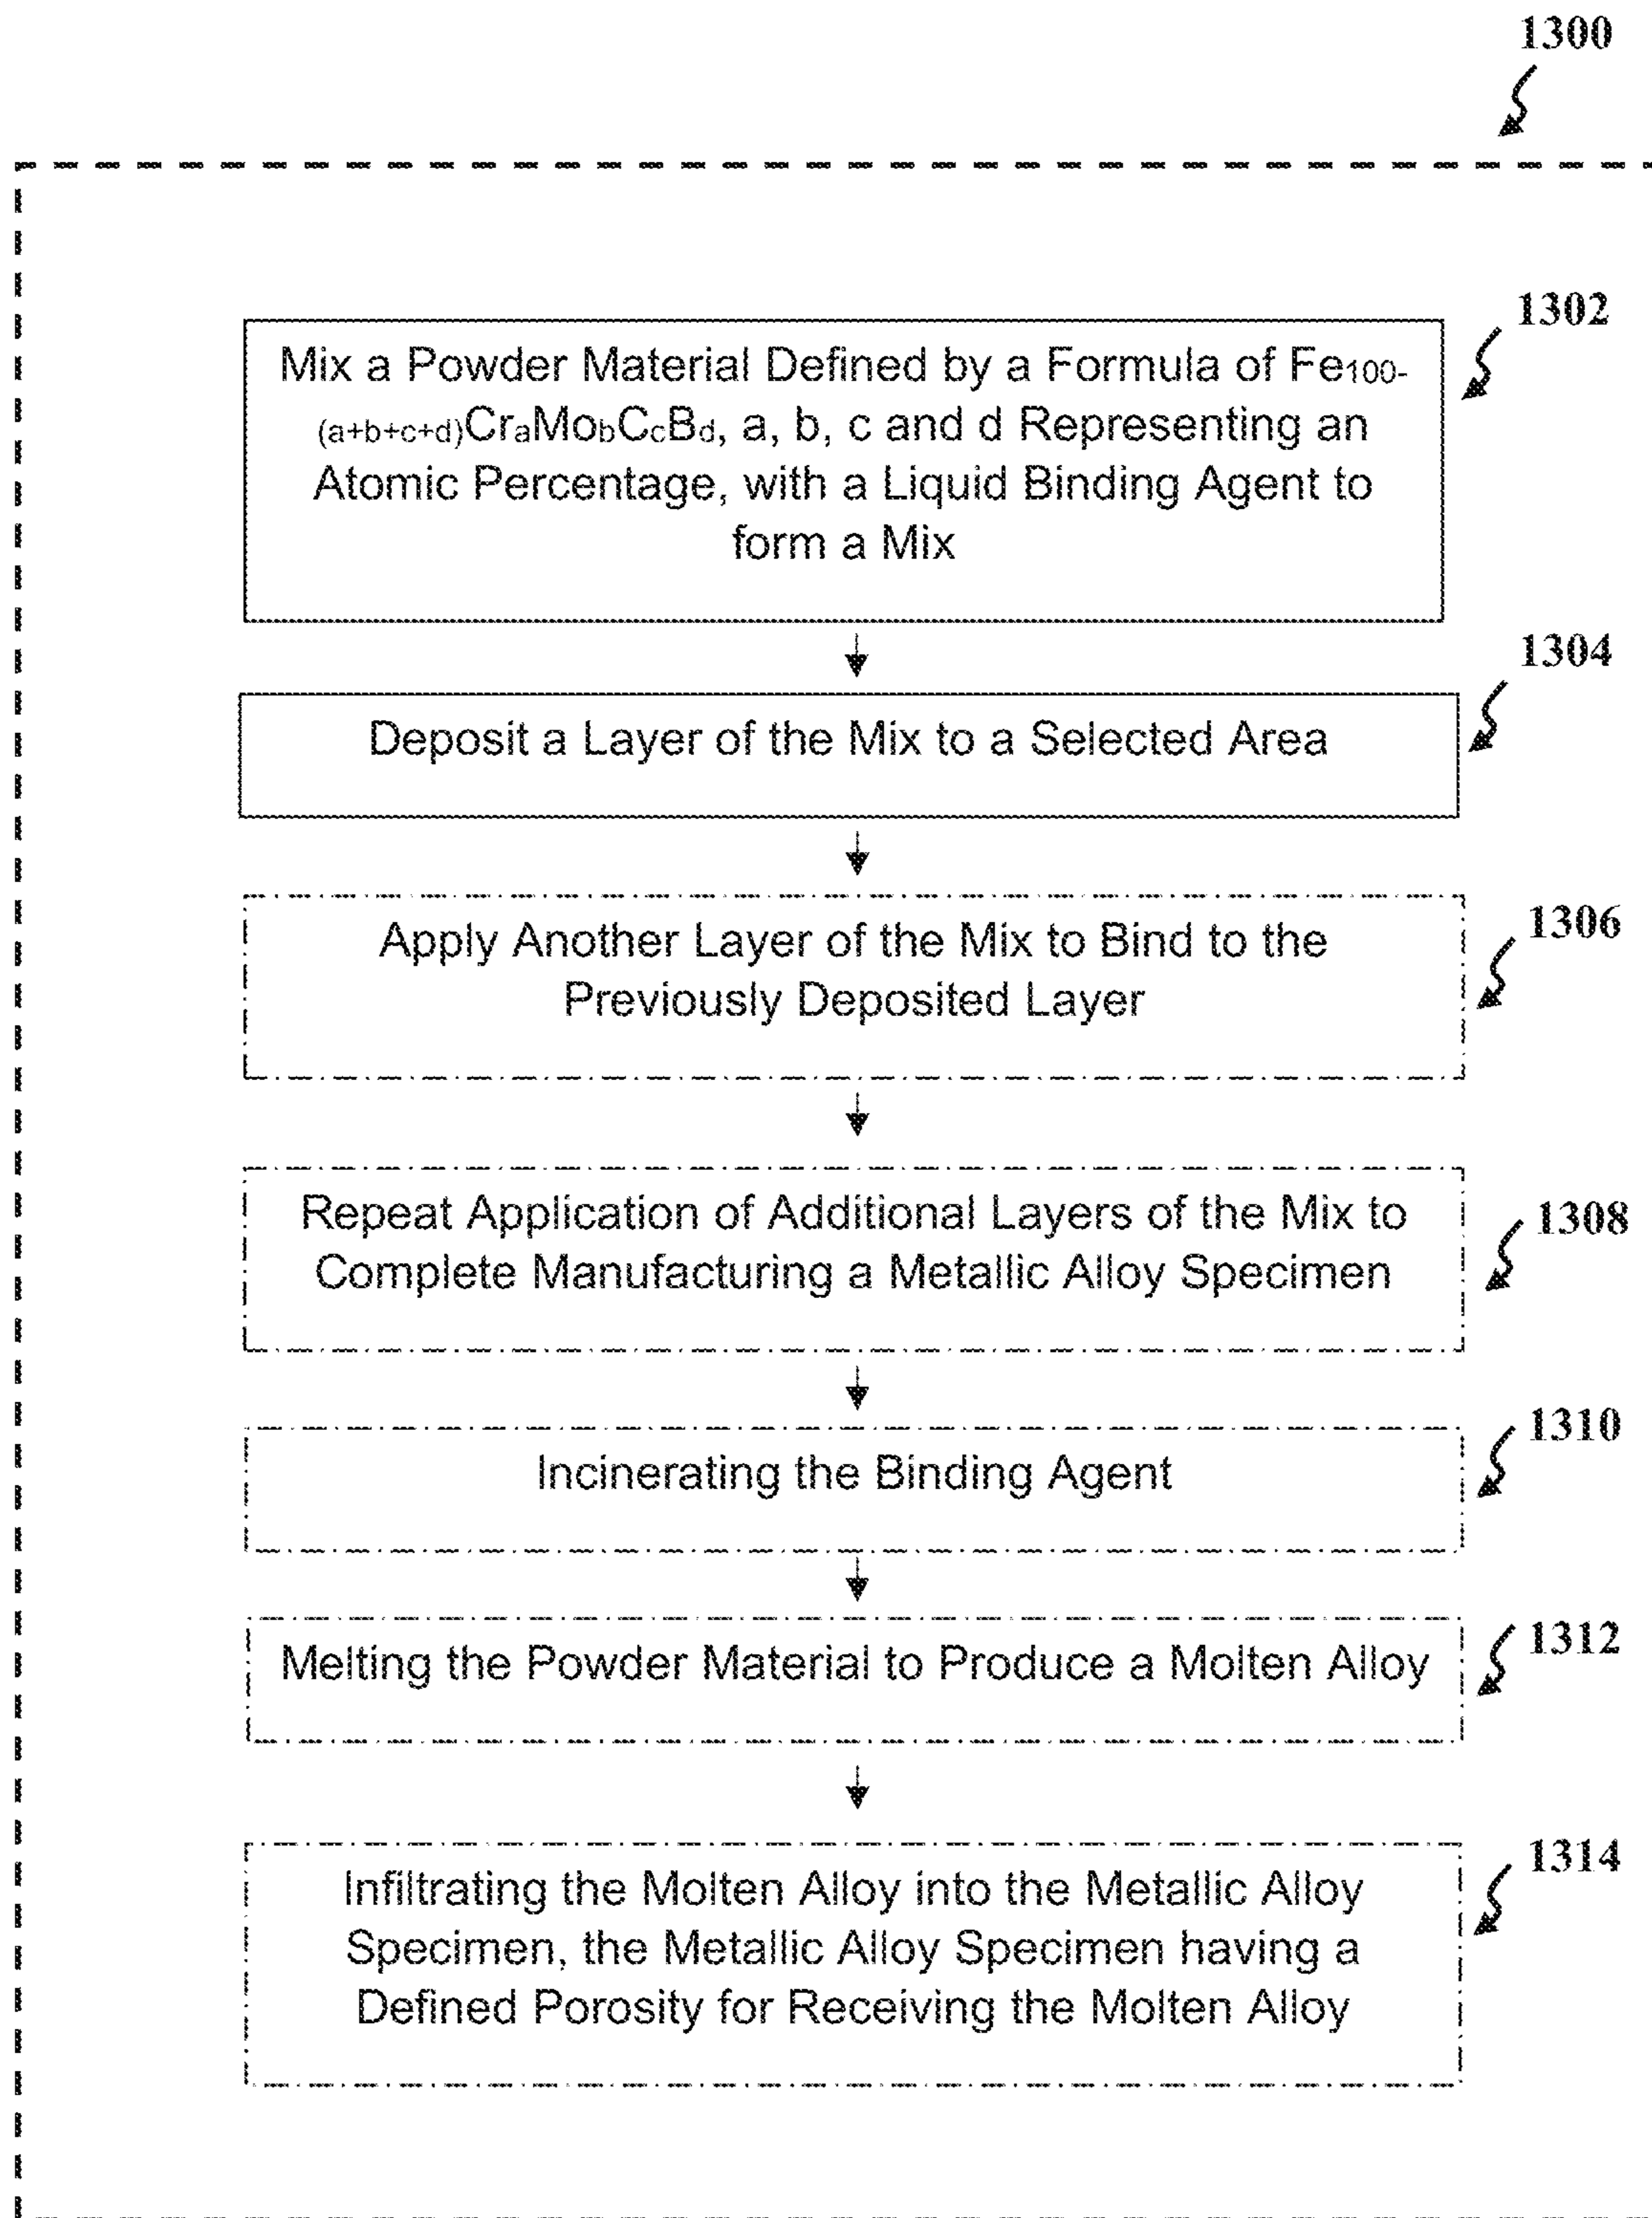 1300
1302
Mix a Powder Material Defined by a Formula of Fe100-
(a+b+c+d)CraMobCcBd, a, b, c and d Representing an
Atomic Percentage, with a Liquid Binding Agent to
form a Mix
1304
Deposit a Layer of the Mix to a Selected Area
1306
Apply Another Layer of the Mix to Bind to the
Previously Deposited Layer
1308
Repeat Application of Additional Layers of the Mix to
Complete Manufacturing a Metallic Alloy Specimen
1310
Incinerating the Binding Agent
1312
Melting the Powder Material to Produce a Molten Alloy
1314
Infiltrating the Molten Alloy into the Metallic Alloy
Specimen, the Metallic Alloy Specimen having a
Defined Porosity for Receiving the Molten Alloy